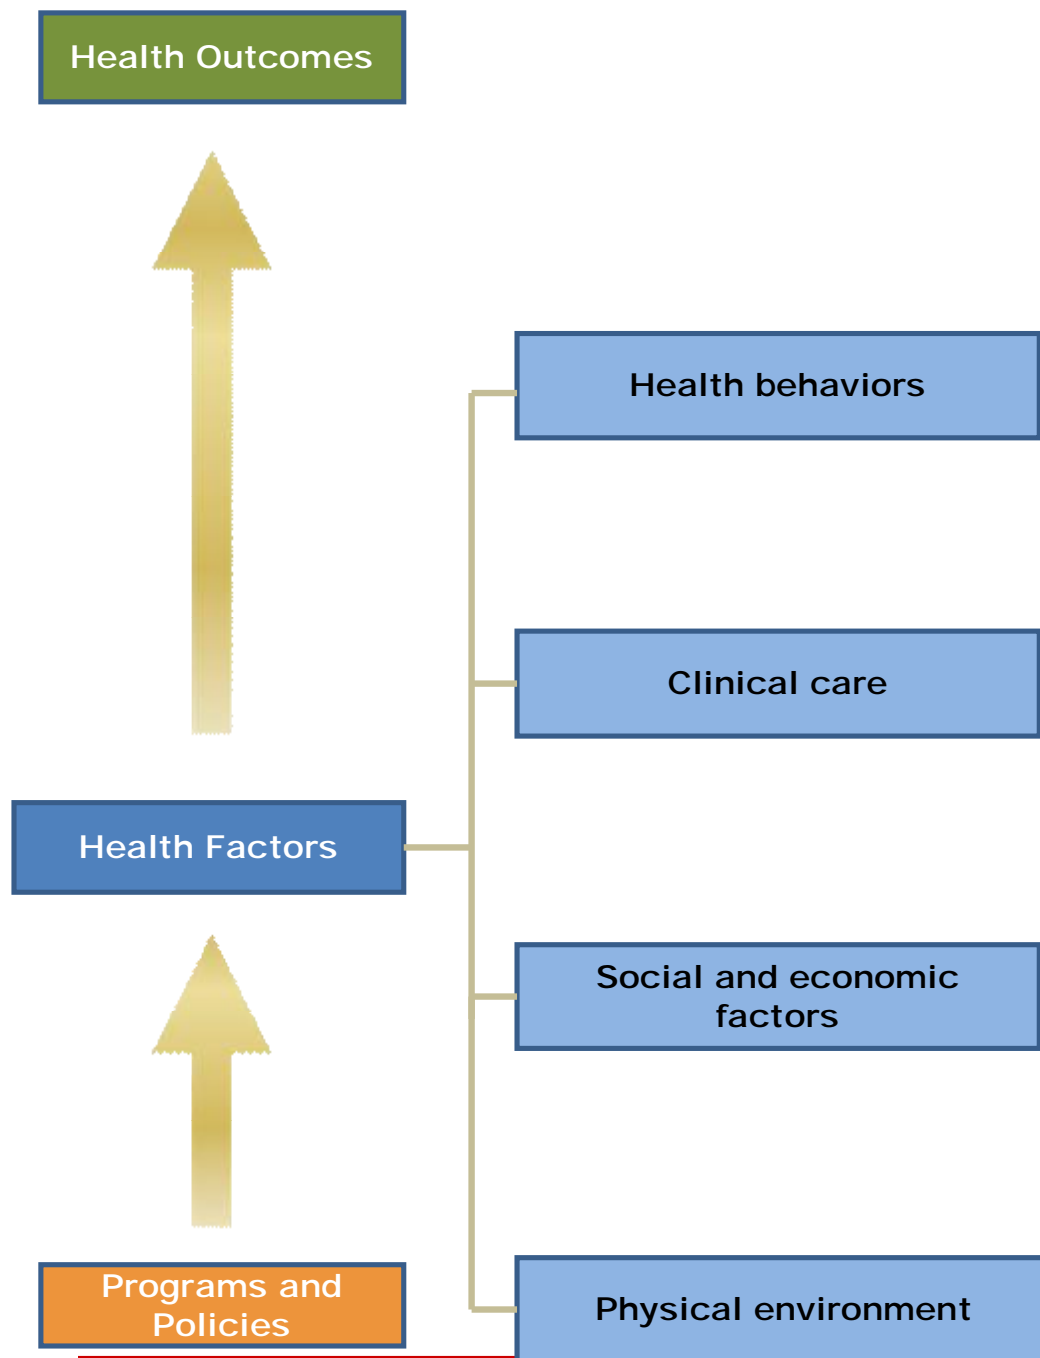 Health Outcomes
Health behaviors
Clinical care
Health Factors
Social and economic
factors
Programs and
Policies
Physical environment